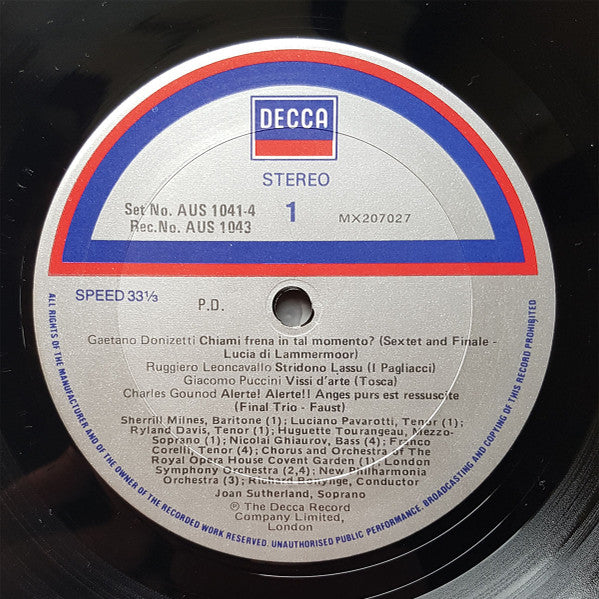 DECCA
STEREO
Set No. AUS 1041-4
Rec.No. AUS 1043
1
MX207027
SPEED 33⅓
P.D.
Gaetano Donizetti Chiami frena in tal momento? (Sextet and Finale -
Lucia di Lammermoor)
Ruggiero Leoncavallo Stridono Lassu (I Pagliacci)
Giacomo Puccini Vissi d'arte (Tosca)
Charles Gounod Alerte! Alerte!! Anges purs est ressuscite
(Final Trio - Faust)
Sherrill Milnes, Baritone (1); Luciano Pavarotti, Tenor (1);
Ryland Davis, Tenor (1); Huguette Tourangeau, Mezzo-
Soprano (1); Nicolai Ghiaurov, Bass (4); Franco
Corelli, Tenor (4); Chorus and Orchestra of The
Royal Opera House Covent Garden (1); London
Symphony Orchestra (2,4); New Philharmonia
Orchestra (3); Richard Bonynge, Conductor
Joan Sutherland, Soprano
℗ The Decca Record
Company Limited,
London
ALL RIGHTS OF THE MANUFACTURER AND OF THE OWNER OF THE RECORDED WORK RESERVED. UNAUTHORISED PUBLIC PERFORMANCE, BROADCASTING AND COPYING OF THIS RECORD PROHIBITED